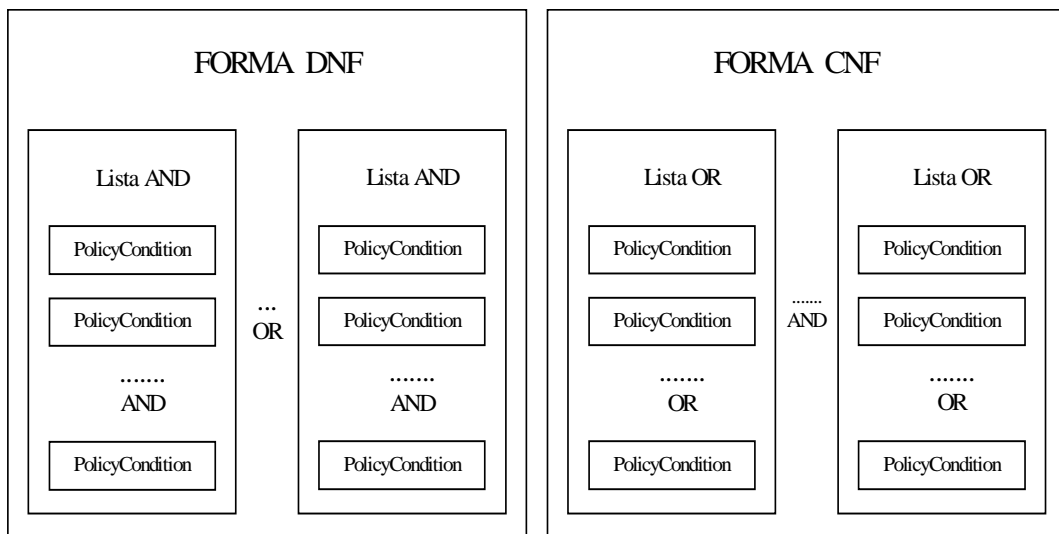 FORMA DNF
Lista AND
PolicyCondition
PolicyCondition
.......
AND
PolicyCondition
...
OR
Lista AND
PolicyCondition
PolicyCondition
.......
AND
PolicyCondition
FORMA CNF
Lista OR
PolicyCondition
PolicyCondition
.......
OR
PolicyCondition
.......
AND
Lista OR
PolicyCondition
PolicyCondition
.......
OR
PolicyCondition